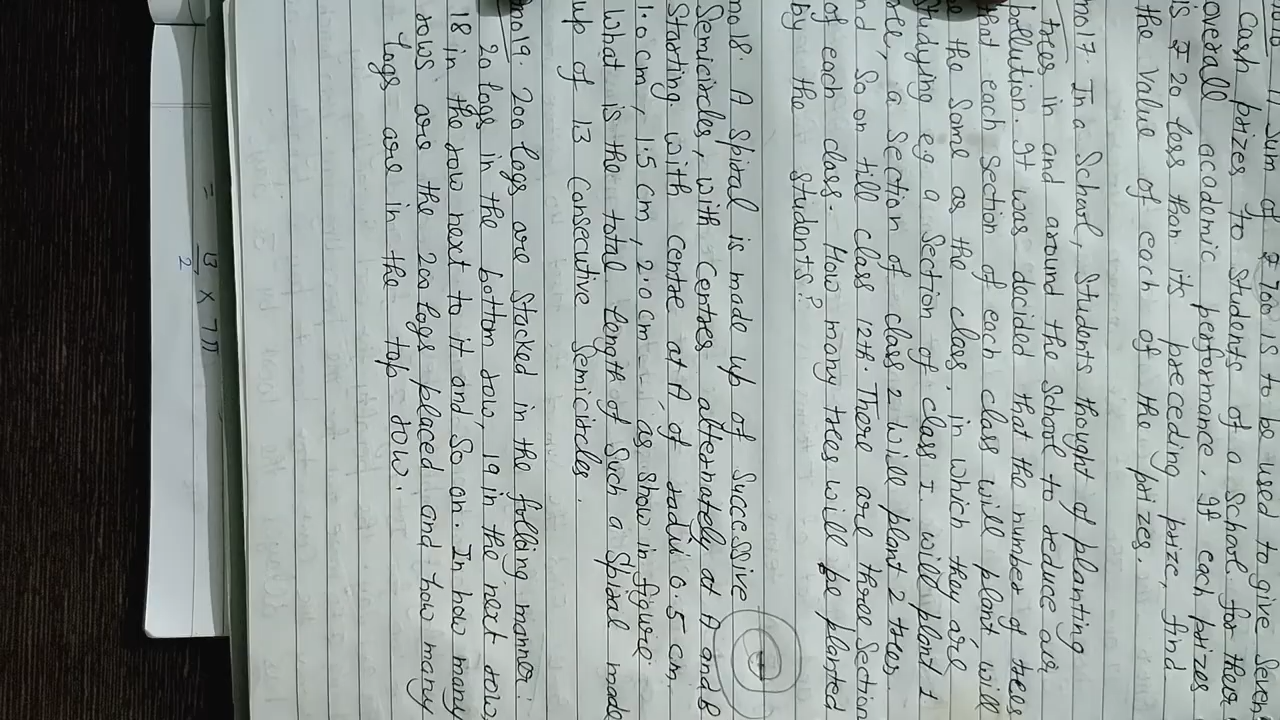 Sum of ₹ 700 is to be used to give Seven
Cash prizes to students of a School for their
overall academic performance. If each prizes
is ₹ 20 less than its preceding prize, find
the value of each of the prizes.
no 17. In a School, Students thought of planting
trees in and around the School to reduce air
pollution. It was decided that the number of trees
that each Section of each class will plant will
be the Same as the class, in which they are
Studying eg a Section of class I will plant 1
tree, a Section of class 2 will plant 2 trees.
and So on till class 12th. There are three Section
of each class. How many trees will be planted
by the students?
no 18. A Spiral is made up of Successive
Semicircles, with Centres alternately at A and B
Starting with centre at A, of radii 0.5 cm.
1.0 cm, 1.5 cm, 2.0 cm - - as Show in figure
What is the total length of Such a Spiral made
up of 13 Consecutive Semicircles.
no 19. 200 logs are Stacked in the folling manner:
20 logs in the bottom row, 19 in the next row,
18 in the row next to it and So on. In how many
rows are the 200 logs placed and how many
logs are in the top row.
= 13/2 × 7π